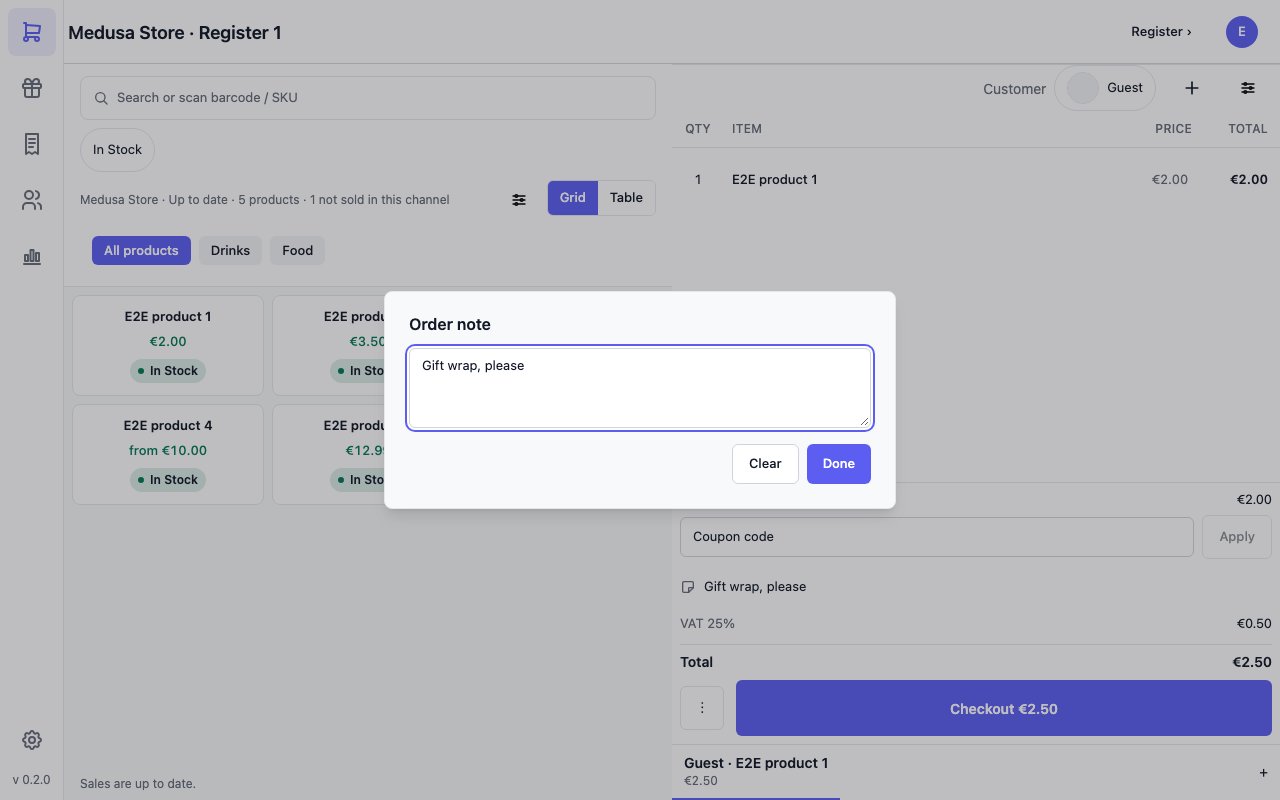 Medusa Store · Register 1
Register ›
E
Search or scan barcode / SKU
In Stock
Medusa Store · Up to date · 5 products · 1 not sold in this channel
Grid
Table
All products
Drinks
Food
E2E product 1
€2.00
In Stock
E2E produ
€3.50
In Sto
E2E product 4
from €10.00
In Stock
E2E produ
€12.99
In Sto
Customer
Guest
QTY ITEM PRICE TOTAL
1 E2E product 1 €2.00 €2.00
Order note
Gift wrap, please
Clear
Done
€2.00
Coupon code
Apply
Gift wrap, please
VAT 25% €0.50
Total €2.50
Checkout €2.50
Guest · E2E product 1
€2.50
+
v 0.2.0
Sales are up to date.